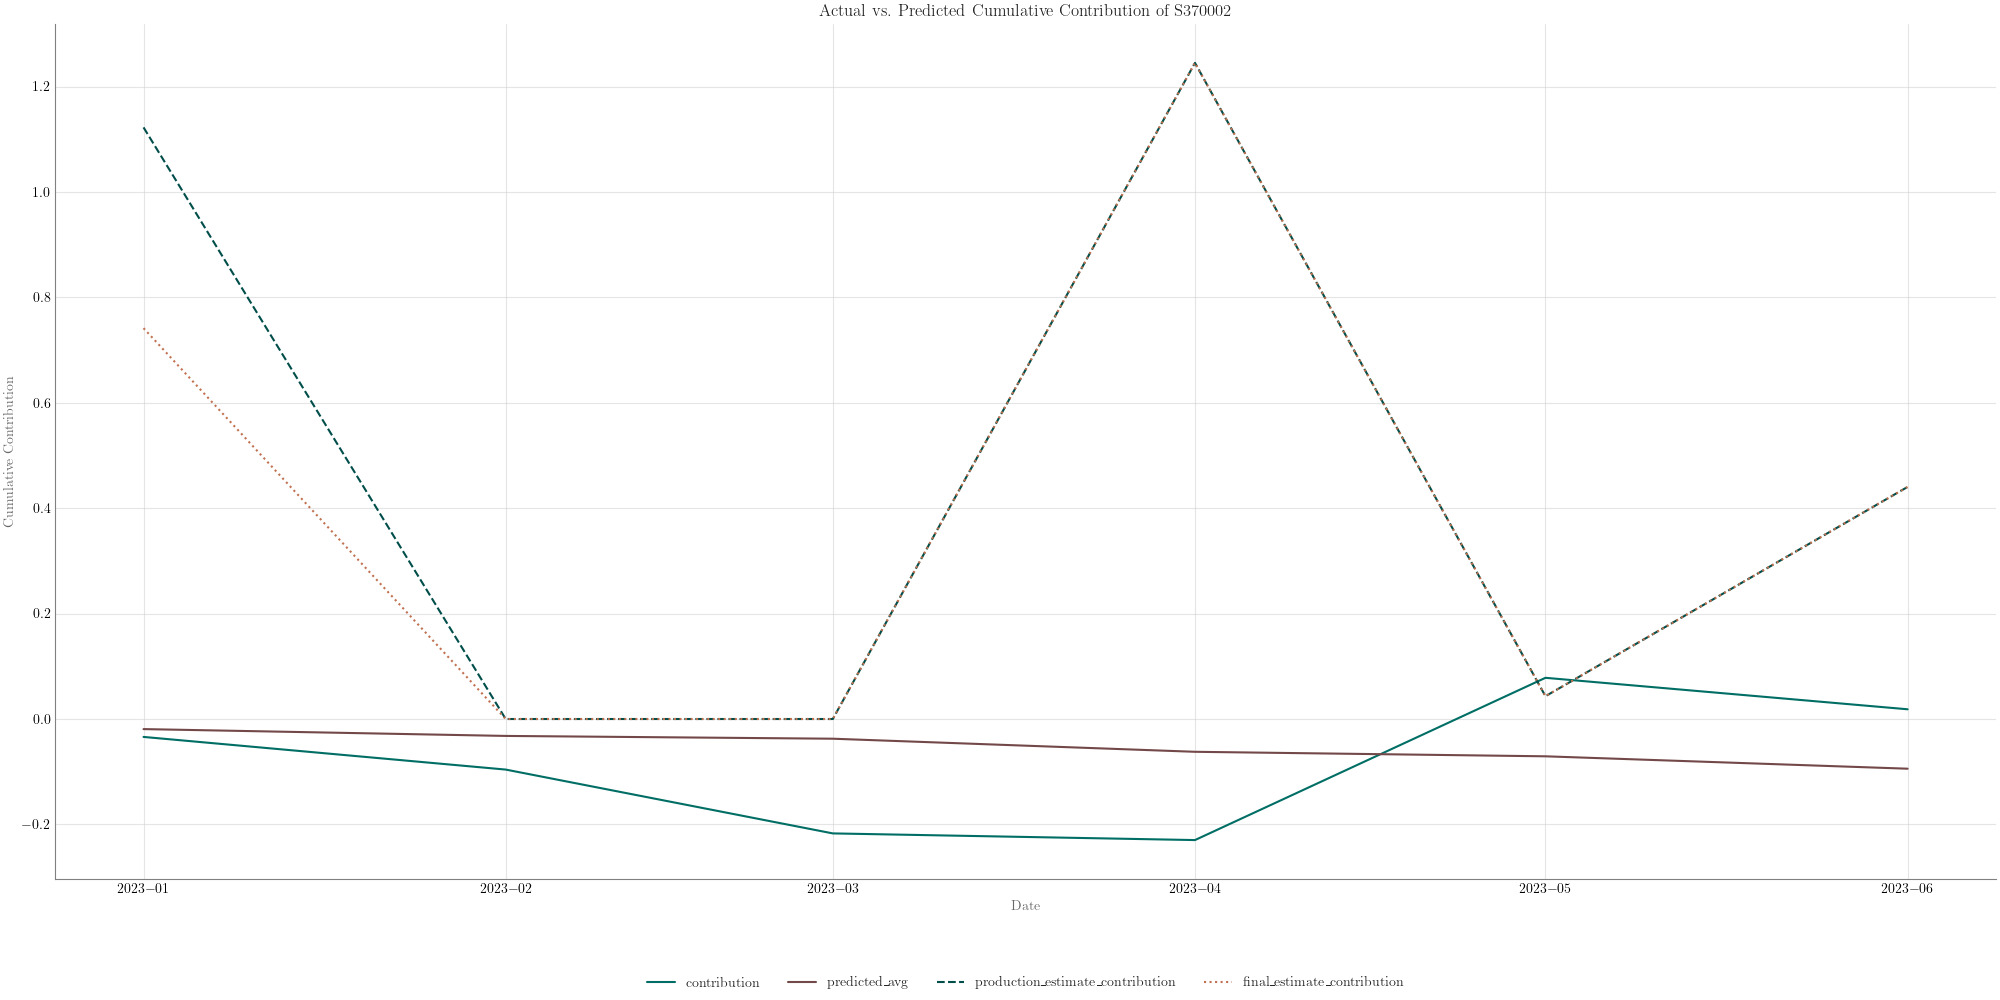 Actual vs. Predicted Cumulative Contribution of S370002
Cumulative Contribution
1.2
1.0
0.8
0.6
0.4
0.2
0.0
−0.2
2023−01 2023−02 2023−03 2023−04 2023−05 2023−06
Date
contribution predicted_avg production_estimate_contribution final_estimate_contribution